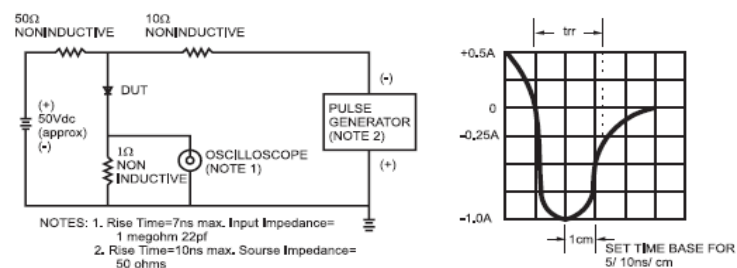 50Ω
NONINDUCTIVE
10Ω
NONINDUCTIVE
DUT
(+)
50Vdc
(approx)
(-)
1Ω
NON
INDUCTIVE
OSCILLOSCOPE
(NOTE 1)
(-)
PULSE
GENERATOR
(NOTE 2)
(+)
NOTES: 1. Rise Time=7ns max. Input Impedance=
1 megohm 22pf
2. Rise Time=10ns max. Sourse Impedance=
50 ohms
trr
+0.5A
0
-0.25A
-1.0A
1cm
SET TIME BASE FOR
5/ 10ns/ cm